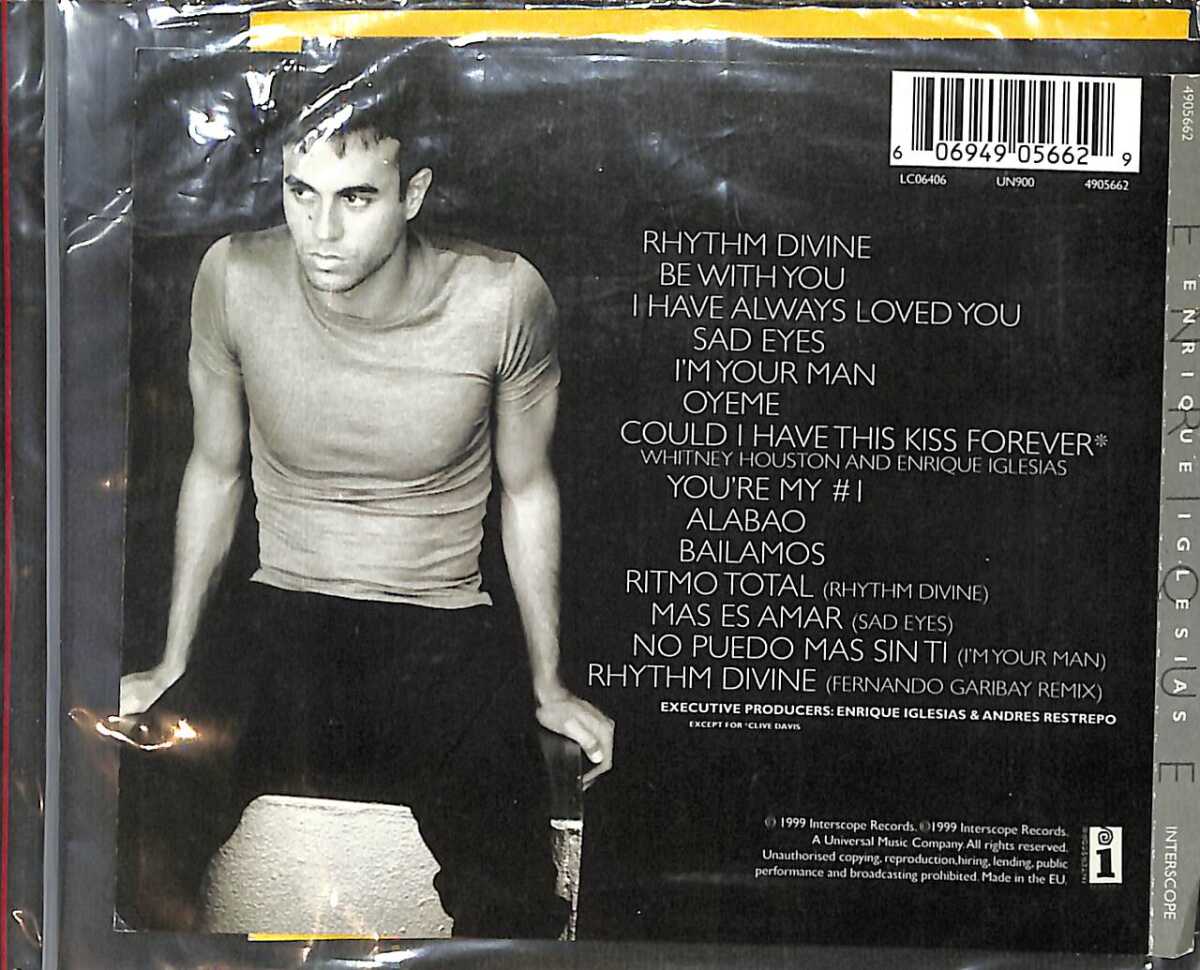 6 06949 05662 9
LC06406 UN900 4905662
RHYTHM DIVINE
BE WITH YOU
I HAVE ALWAYS LOVED YOU
SAD EYES
I'M YOUR MAN
OYEME
COULD I HAVE THIS KISS FOREVER*
WHITNEY HOUSTON AND ENRIQUE IGLESIAS
YOU'RE MY #1
ALABAO
BAILAMOS
RITMO TOTAL (RHYTHM DIVINE)
MAS ES AMAR (SAD EYES)
NO PUEDO MAS SIN TI (I'M YOUR MAN)
RHYTHM DIVINE (FERNANDO GARIBAY REMIX)
EXECUTIVE PRODUCERS: ENRIQUE IGLESIAS & ANDRES RESTREPO
EXCEPT FOR *CLIVE DAVIS
℗ 1999 Interscope Records. ©1999 Interscope Records.
A Universal Music Company. All rights reserved.
Unauthorised copying, reproduction, hiring, lending, public
performance and broadcasting prohibited. Made in the EU.
4905662
ENRIQUE IGLESIAS
ENRIQUE
INTERSCOPE